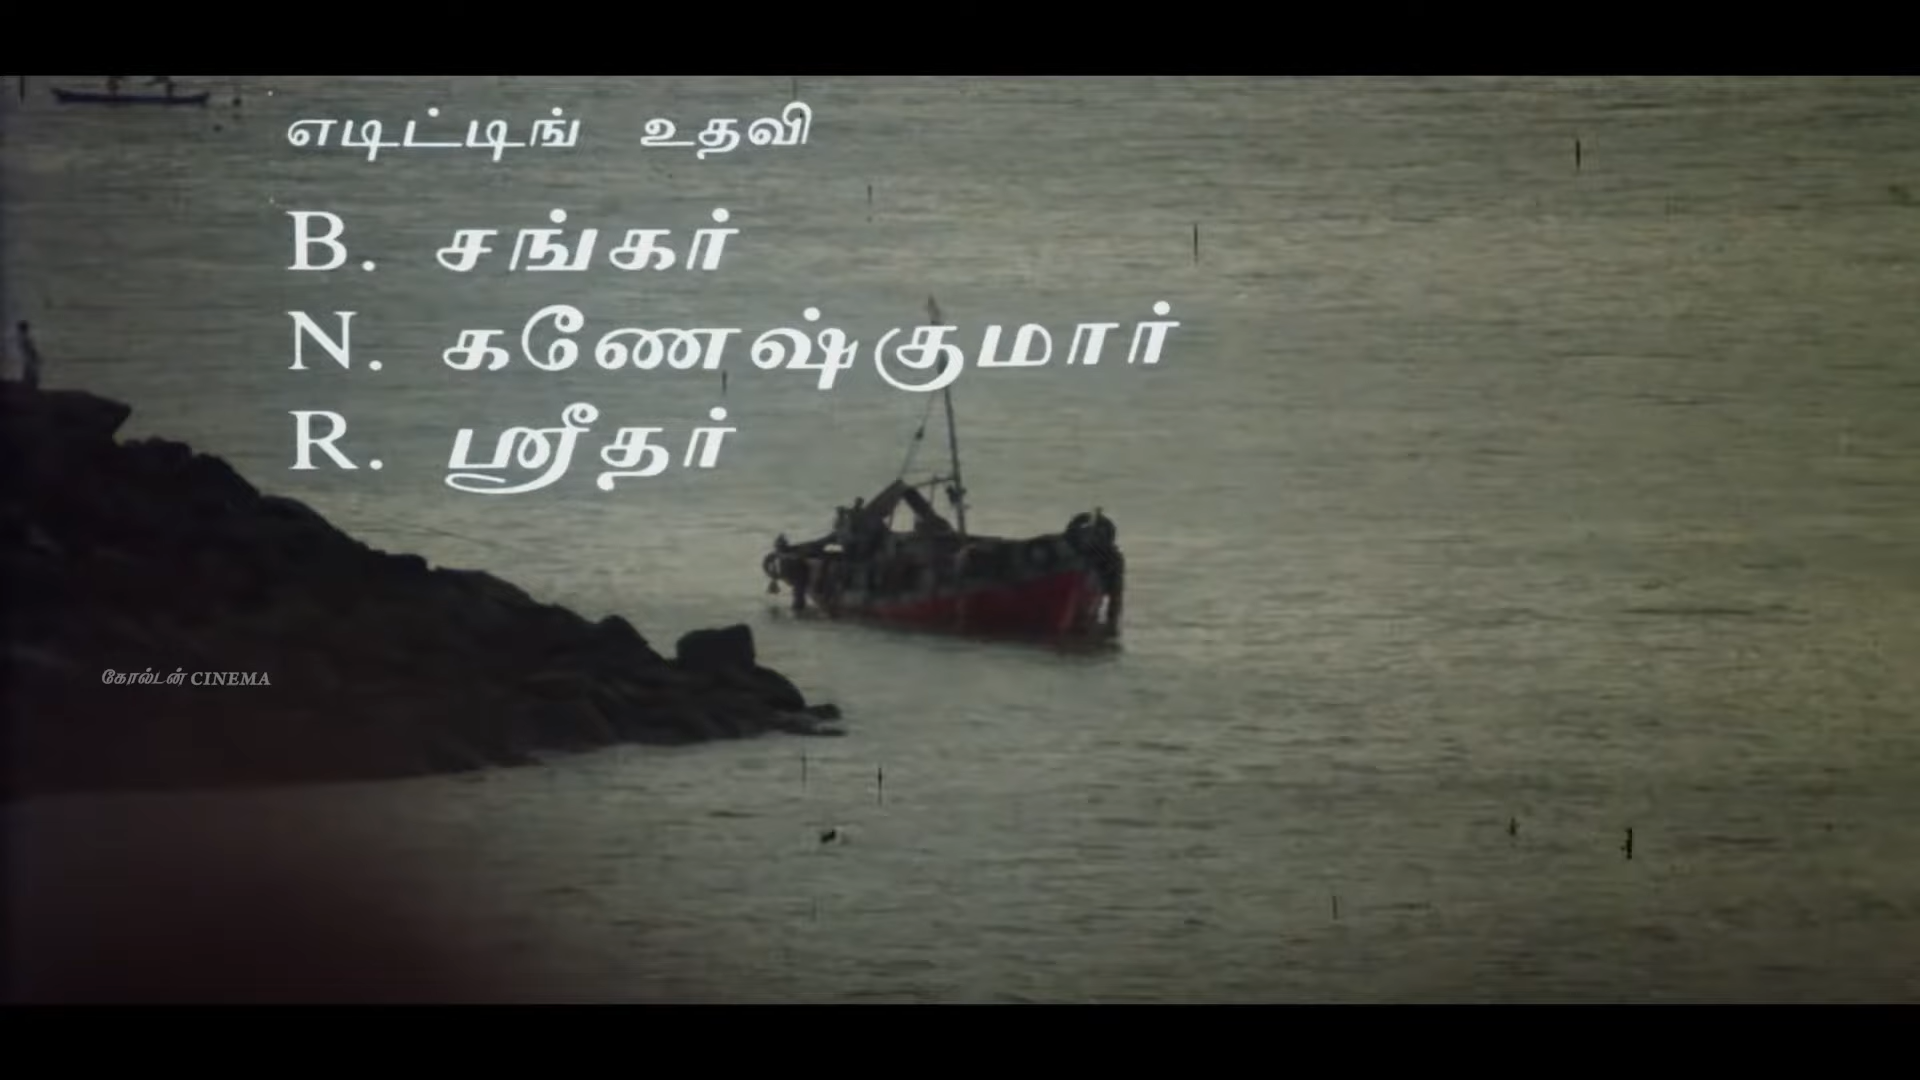 எடிட்டிங் உதவி
B. சங்கர்
N. கணேஷ்குமார்
R. ஸ்ரீதர்
கோல்டன் CINEMA